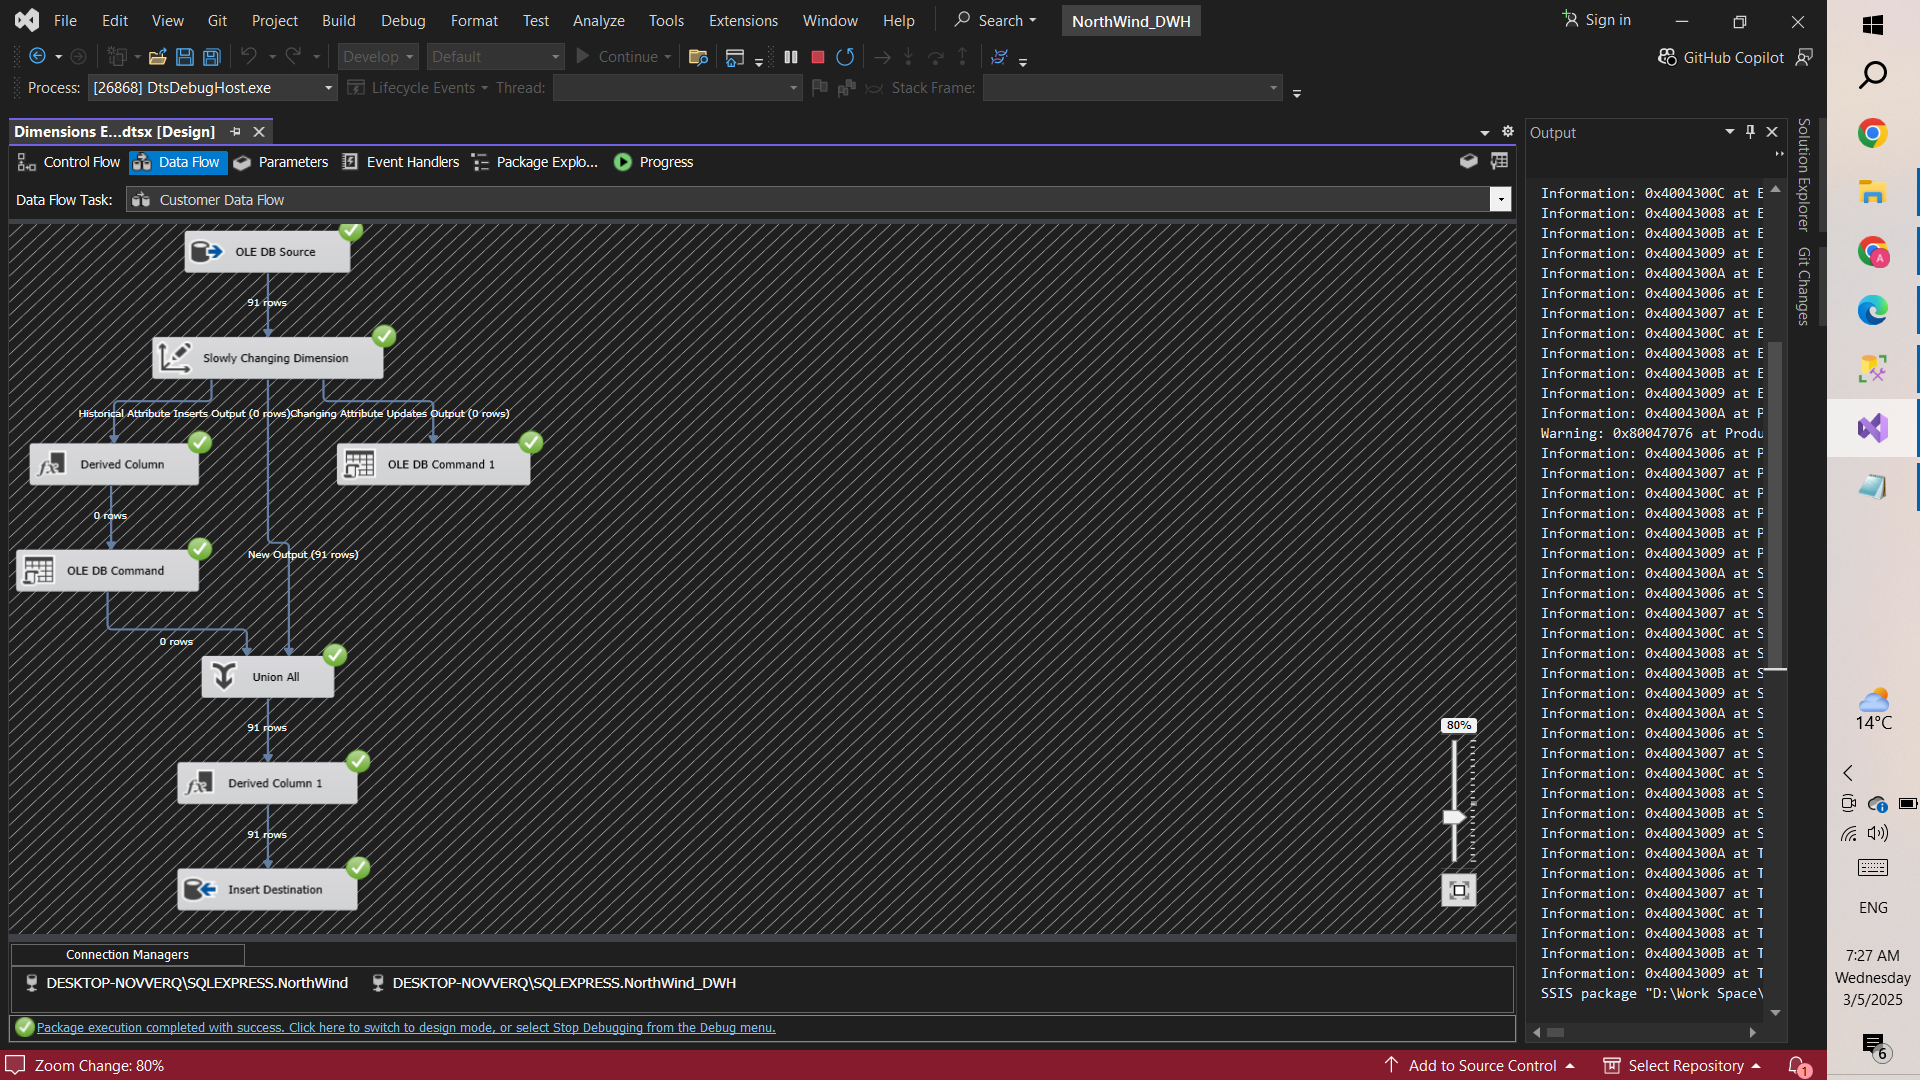 File Edit View Git Project Build Debug Format Test Analyze Tools Extensions Window Help Search NorthWind_DWH Sign in
Develop Default Continue GitHub Copilot
Process: [26868] DtsDebugHost.exe Lifecycle Events Thread: Stack Frame:
Dimensions E...dtsx [Design]
Control Flow Data Flow Parameters Event Handlers Package Explo... Progress
Data Flow Task: Customer Data Flow
OLE DB Source
91 rows
Slowly Changing Dimension
Historical Attribute Inserts Output (0 rows) Changing Attribute Updates Output (0 rows)
Derived Column
OLE DB Command 1
0 rows
New Output (91 rows)
OLE DB Command
0 rows
Union All
91 rows
Derived Column 1
91 rows
Insert Destination
80%
Connection Managers
DESKTOP-NOVVERQ\SQLEXPRESS.NorthWind DESKTOP-NOVVERQ\SQLEXPRESS.NorthWind_DWH
Package execution completed with success. Click here to switch to design mode, or select Stop Debugging from the Debug menu.
Output
Information: 0x4004300C at E
Information: 0x40043008 at E
Information: 0x4004300B at E
Information: 0x40043009 at E
Information: 0x4004300A at E
Information: 0x40043006 at E
Information: 0x40043007 at E
Information: 0x4004300C at E
Information: 0x40043008 at E
Information: 0x4004300B at E
Information: 0x40043009 at E
Information: 0x4004300A at P
Warning: 0x80047076 at Produ
Information: 0x40043006 at P
Information: 0x40043007 at P
Information: 0x4004300C at P
Information: 0x40043008 at P
Information: 0x4004300B at P
Information: 0x40043009 at P
Information: 0x4004300A at S
Information: 0x40043006 at S
Information: 0x40043007 at S
Information: 0x4004300C at S
Information: 0x40043008 at S
Information: 0x4004300B at S
Information: 0x40043009 at S
Information: 0x4004300A at S
Information: 0x40043006 at S
Information: 0x40043007 at S
Information: 0x4004300C at S
Information: 0x40043008 at S
Information: 0x4004300B at S
Information: 0x40043009 at S
Information: 0x4004300A at T
Information: 0x40043006 at T
Information: 0x40043007 at T
Information: 0x4004300C at T
Information: 0x40043008 at T
Information: 0x4004300B at T
Information: 0x40043009 at T
SSIS package "D:\Work Space\
Solution Explorer
Git Changes
Zoom Change: 80% Add to Source Control Select Repository 1
A
14°C
ENG
7:27 AM
Wednesday
3/5/2025
6